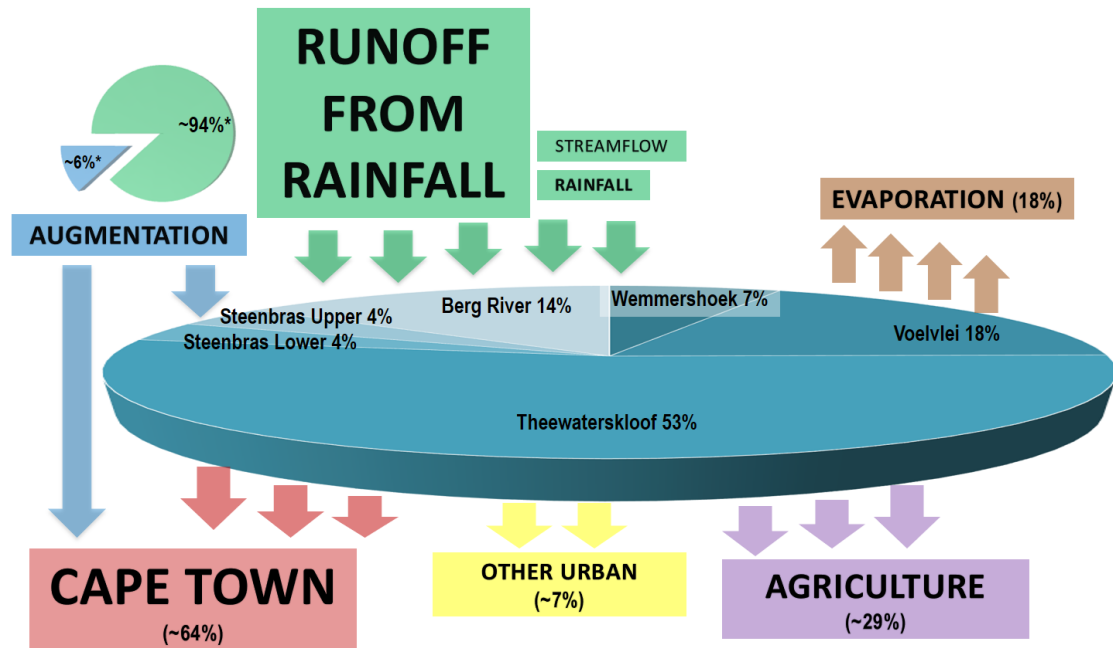 RUNOFF
FROM
RAINFALL
~94%*
~6%*
STREAMFLOW
RAINFALL
EVAPORATION (18%)
AUGMENTATION
Steenbras Upper 4%
Berg River 14%
Wemmershoek 7%
Steenbras Lower 4%
Voelvlei 18%
Theewaterskloof 53%
CAPE TOWN
(~64%)
OTHER URBAN
(~7%)
AGRICULTURE
(~29%)